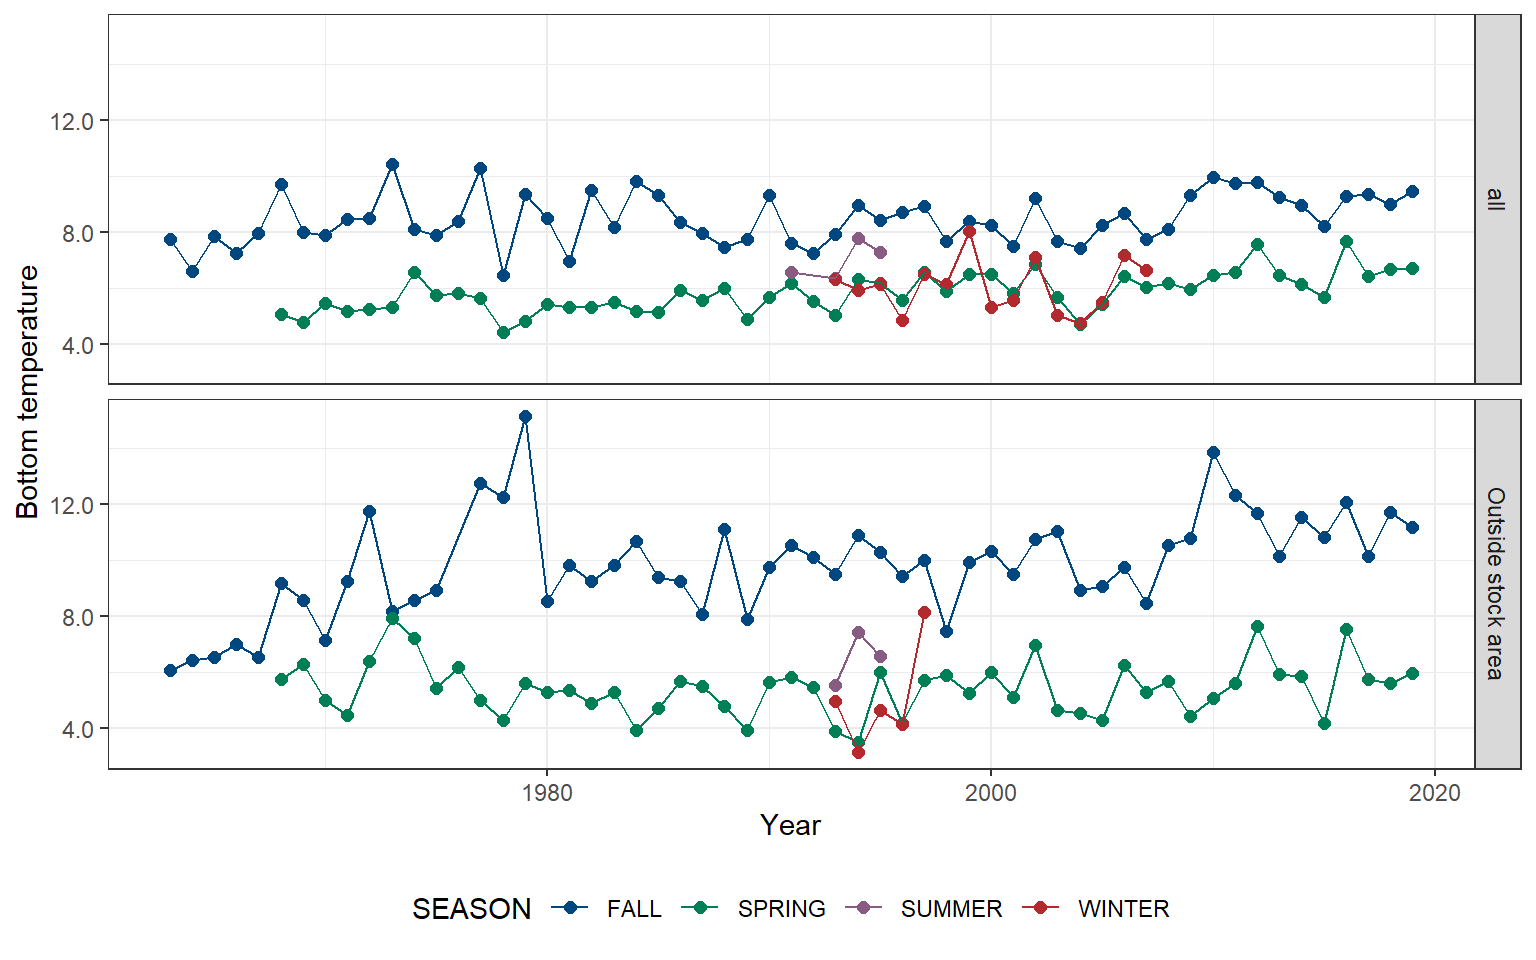 Bottom temperature
12.0
8.0
4.0
all
12.0
8.0
4.0
Outside stock area
1980 2000 2020
Year
SEASON FALL SPRING SUMMER WINTER